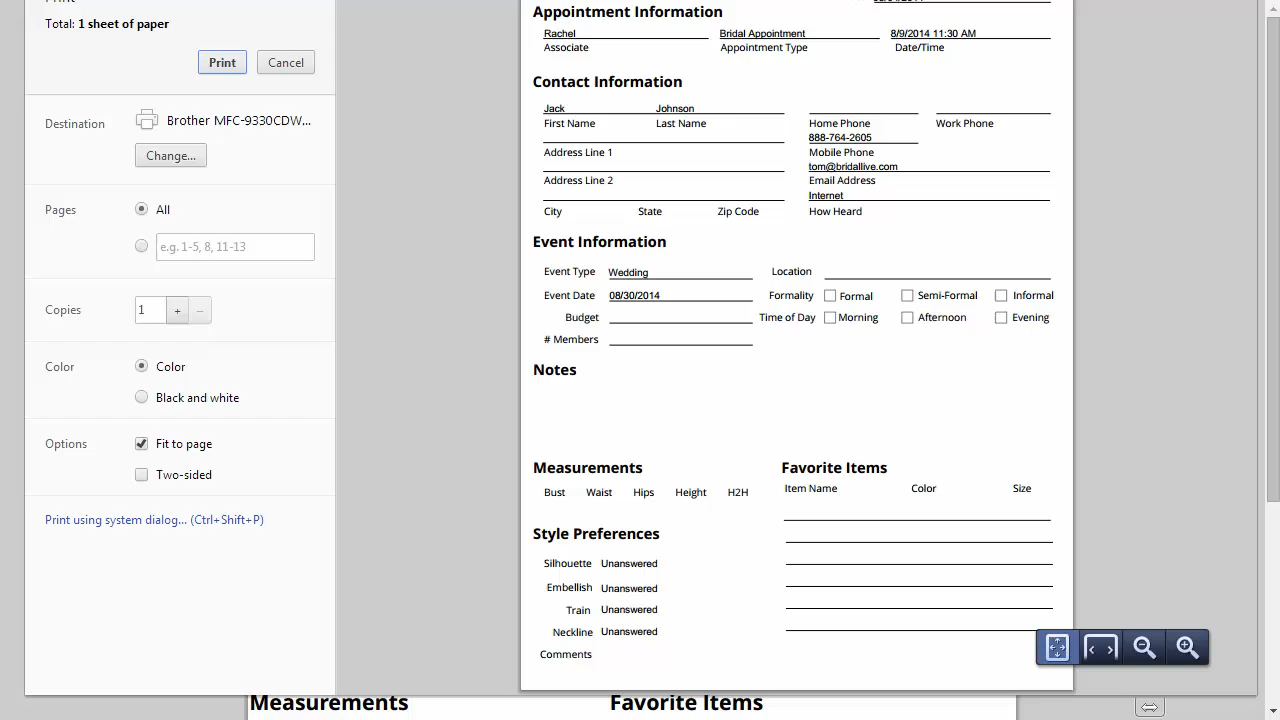 Total: 1 sheet of paper
Print
Cancel
Destination
Brother MFC-9330CDW...
Change...
Pages
All
e.g. 1-5, 8, 11-13
Copies
1
+
−
Color
Color
Black and white
Options
Fit to page
Two-sided
Print using system dialog... (Ctrl+Shift+P)
Appointment Information
Rachel Bridal Appointment 8/9/2014 11:30 AM
Associate Appointment Type Date/Time
Contact Information
Jack Johnson
First Name Last Name Home Phone Work Phone
888-764-2605
Address Line 1 Mobile Phone
tom@bridallive.com
Address Line 2 Email Address
Internet
City State Zip Code How Heard
Event Information
Event Type Wedding Location
Event Date 08/30/2014 Formality Formal Semi-Formal Informal
Budget Time of Day Morning Afternoon Evening
# Members
Notes
Measurements Favorite Items
Bust Waist Hips Height H2H Item Name Color Size
Style Preferences
Silhouette Unanswered
Embellish Unanswered
Train Unanswered
Neckline Unanswered
Comments
Measurements Favorite Items